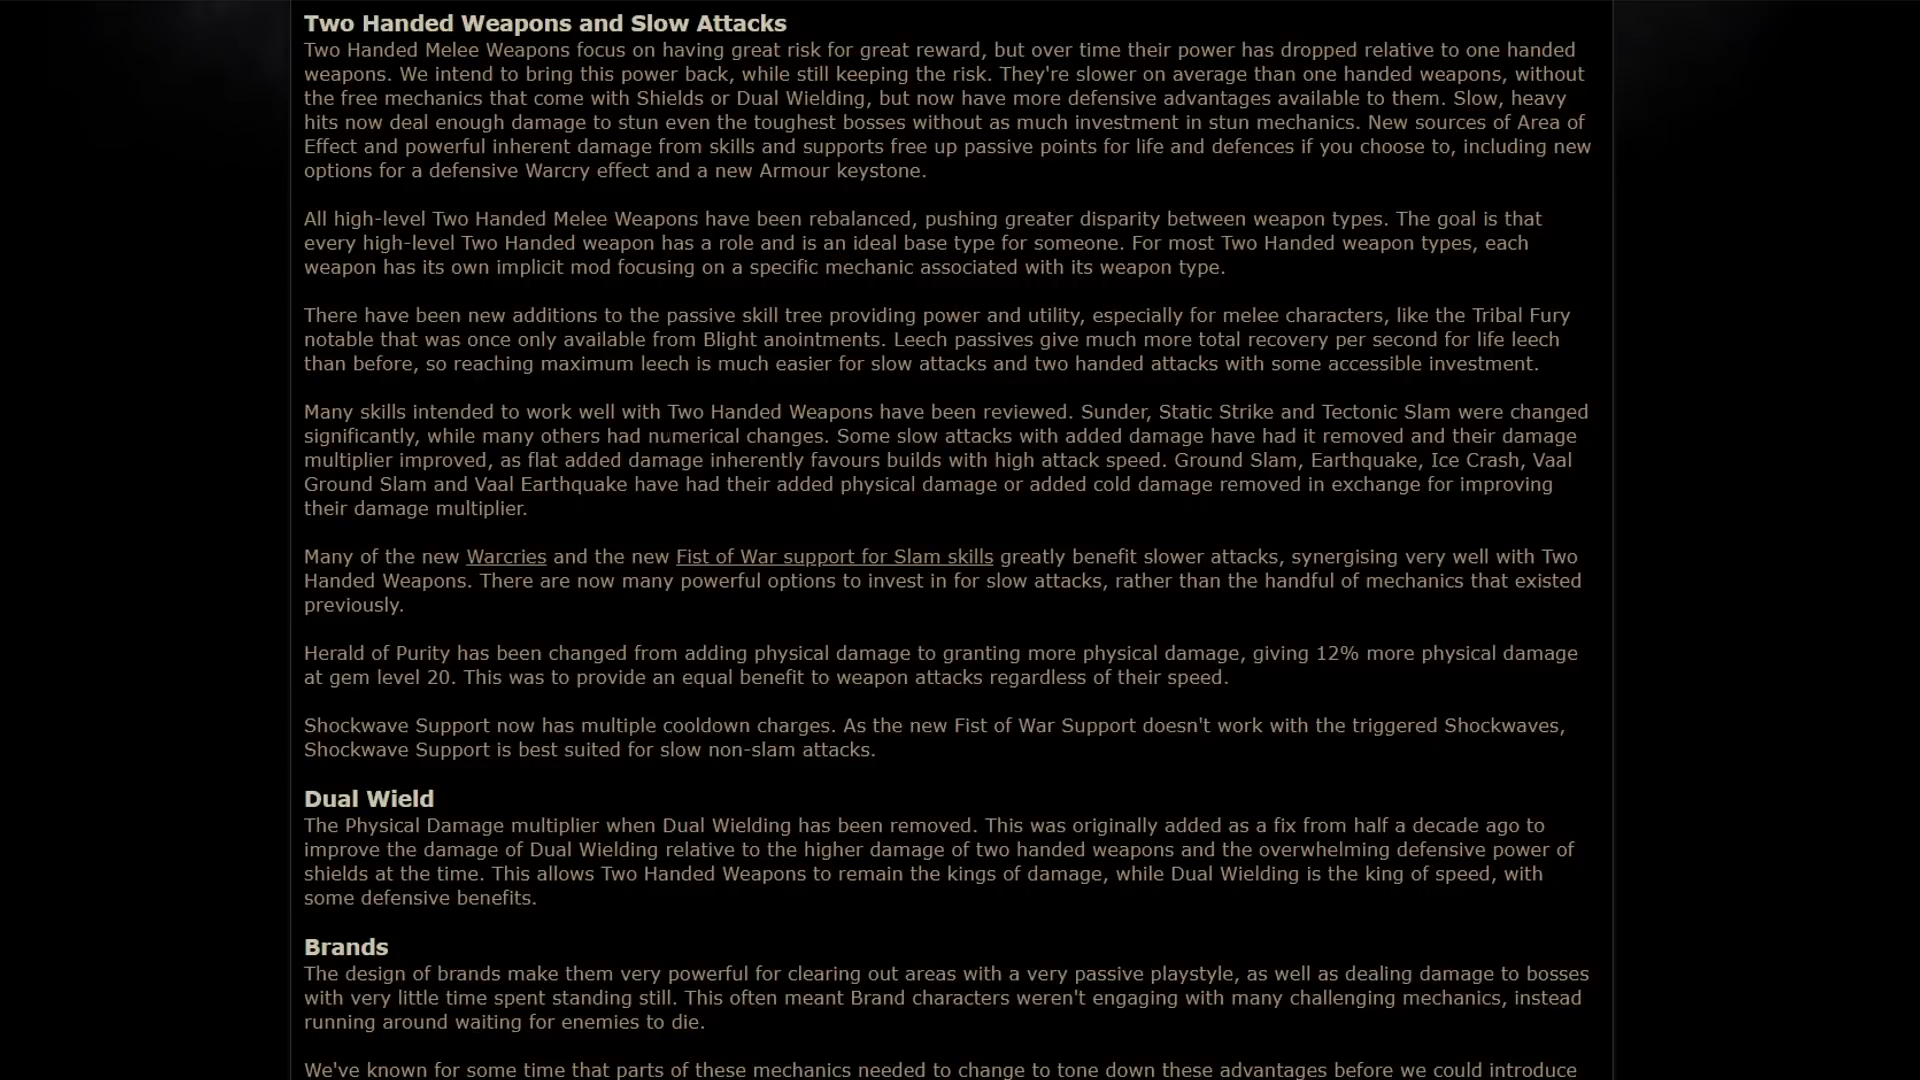 Two Handed Weapons and Slow Attacks
Two Handed Melee Weapons focus on having great risk for great reward, but over time their power has dropped relative to one handed
weapons. We intend to bring this power back, while still keeping the risk. They're slower on average than one handed weapons, without
the free mechanics that come with Shields or Dual Wielding, but now have more defensive advantages available to them. Slow, heavy
hits now deal enough damage to stun even the toughest bosses without as much investment in stun mechanics. New sources of Area of
Effect and powerful inherent damage from skills and supports free up passive points for life and defences if you choose to, including new
options for a defensive Warcry effect and a new Armour keystone.
All high-level Two Handed Melee Weapons have been rebalanced, pushing greater disparity between weapon types. The goal is that
every high-level Two Handed weapon has a role and is an ideal base type for someone. For most Two Handed weapon types, each
weapon has its own implicit mod focusing on a specific mechanic associated with its weapon type.
There have been new additions to the passive skill tree providing power and utility, especially for melee characters, like the Tribal Fury
notable that was once only available from Blight anointments. Leech passives give much more total recovery per second for life leech
than before, so reaching maximum leech is much easier for slow attacks and two handed attacks with some accessible investment.
Many skills intended to work well with Two Handed Weapons have been reviewed. Sunder, Static Strike and Tectonic Slam were changed
significantly, while many others had numerical changes. Some slow attacks with added damage have had it removed and their damage
multiplier improved, as flat added damage inherently favours builds with high attack speed. Ground Slam, Earthquake, Ice Crash, Vaal
Ground Slam and Vaal Earthquake have had their added physical damage or added cold damage removed in exchange for improving
their damage multiplier.
Many of the new Warcries and the new Fist of War support for Slam skills greatly benefit slower attacks, synergising very well with Two
Handed Weapons. There are now many powerful options to invest in for slow attacks, rather than the handful of mechanics that existed
previously.
Herald of Purity has been changed from adding physical damage to granting more physical damage, giving 12% more physical damage
at gem level 20. This was to provide an equal benefit to weapon attacks regardless of their speed.
Shockwave Support now has multiple cooldown charges. As the new Fist of War Support doesn't work with the triggered Shockwaves,
Shockwave Support is best suited for slow non-slam attacks.
Dual Wield
The Physical Damage multiplier when Dual Wielding has been removed. This was originally added as a fix from half a decade ago to
improve the damage of Dual Wielding relative to the higher damage of two handed weapons and the overwhelming defensive power of
shields at the time. This allows Two Handed Weapons to remain the kings of damage, while Dual Wielding is the king of speed, with
some defensive benefits.
Brands
The design of brands make them very powerful for clearing out areas with a very passive playstyle, as well as dealing damage to bosses
with very little time spent standing still. This often meant Brand characters weren't engaging with many challenging mechanics, instead
running around waiting for enemies to die.
We've known for some time that parts of these mechanics needed to change to tone down these advantages before we could introduce